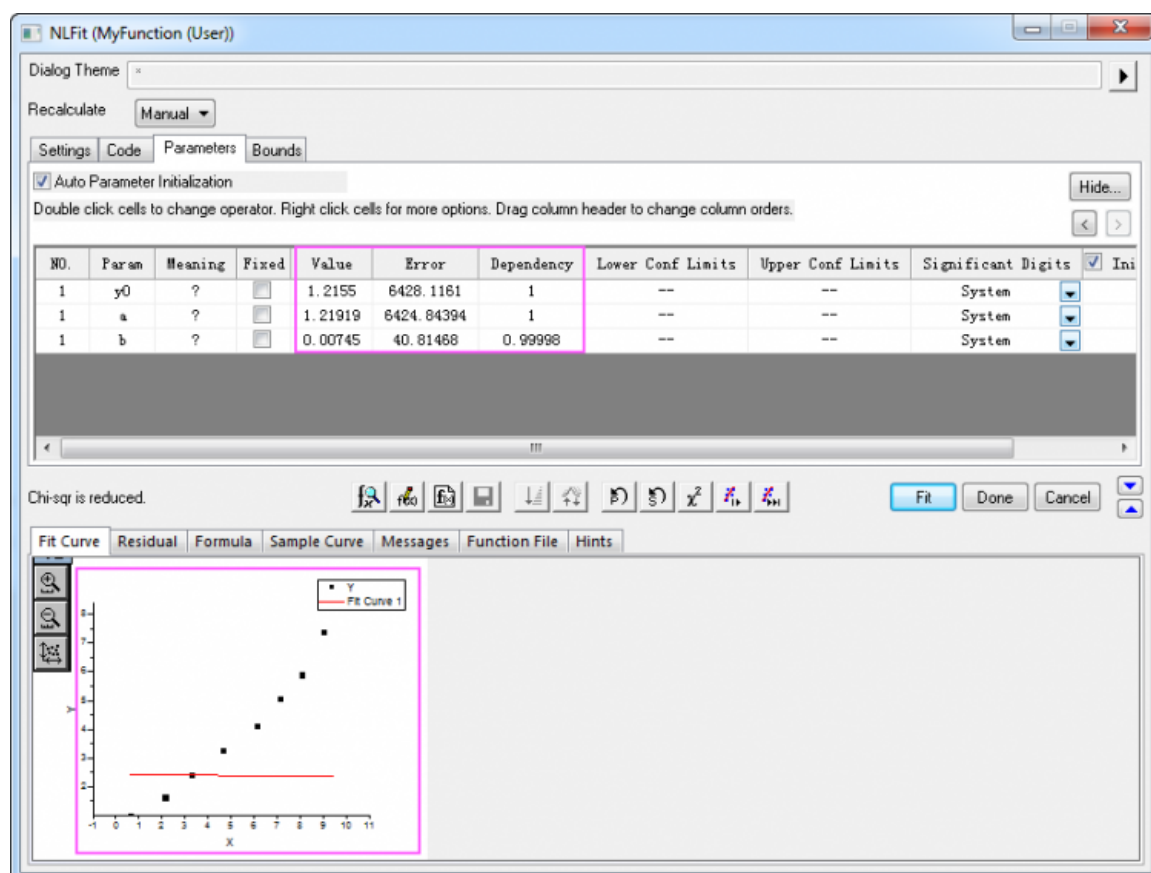 NLFit (MyFunction (User))
Dialog Theme *
Recalculate Manual
Settings Code Parameters Bounds
Auto Parameter Initialization
Hide...
Double click cells to change operator. Right click cells for more options. Drag column header to change column orders.
< >
NO. Param Meaning Fixed Value Error Dependency Lower Conf Limits Upper Conf Limits Significant Digits Ini
1 y0 ? 1.2155 6428.1161 1 -- -- System
1 a ? 1.21919 6424.84394 1 -- -- System
1 b ? 0.00745 40.81468 0.99998 -- -- System
Chi-sqr is reduced.
Fit Done Cancel
Fit Curve Residual Formula Sample Curve Messages Function File Hints
Y
Fit Curve 1
8
7
6
5
4
3
2
Y
-1 0 1 2 3 4 5 6 7 8 9 10 11
X